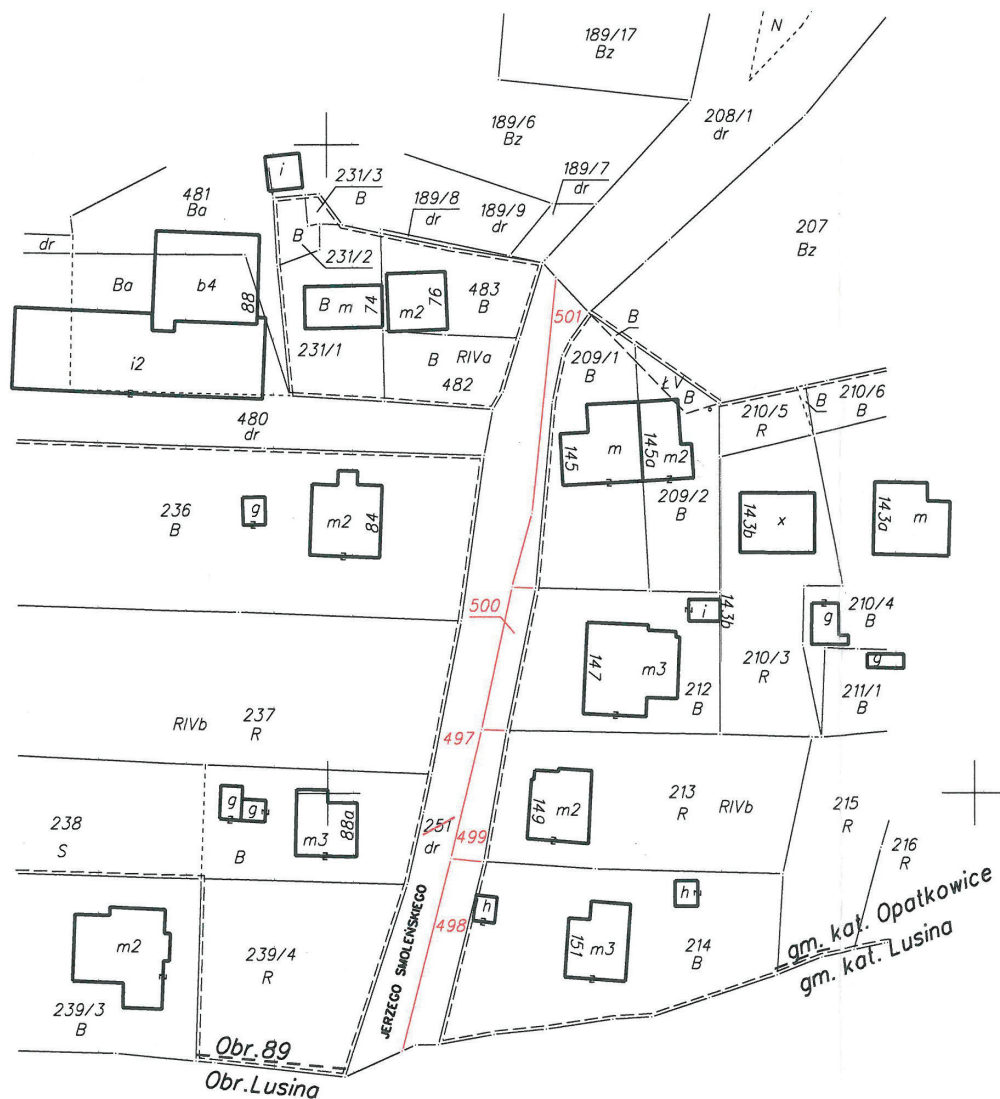 N
189/17
Bz
208/1
dr
189/6
Bz
i
231/3
B
189/7
dr
481
Ba
189/8
dr
189/9
dr
207
Bz
dr
B
231/2
Ba
b4
88
B m
74
m2
76
483
B
501
B
209/1
B
i2
231/1
B
RIVa
482
ŁV
B
480
dr
210/5
R
B
210/6
B
145
m
145a
m2
236
B
g
m2
84
209/2
B
143b
x
143a
m
500
i
143b
g
210/4
B
147
m3
g
210/3
R
212
B
211/1
B
RIVb
237
R
497
149
m2
213
R
RIVb
215
R
238
S
g
g
B
m3
88a
251
dr
499
216
R
JERZEGO SMOLEŃSKIEGO
h
498
h
151
m3
214
B
gm. kat. Opatkowice
gm. kat. Lusina
m2
239/4
R
239/3
B
Obr.89
Obr.Lusina